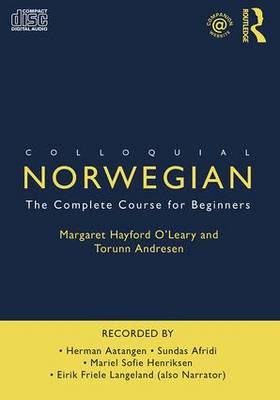 COMPACT
disc
DIGITAL AUDIO
COMPANION
@
WEBSITE
R
ROUTLEDGE
COLLOQUIAL
NORWEGIAN
The Complete Course for Beginners
Margaret Hayford O'Leary and
Torunn Andresen
RECORDED BY
• Herman Aatangen • Sundas Afridi
• Mariel Sofie Henriksen
• Eirik Friele Langeland (also Narrator)